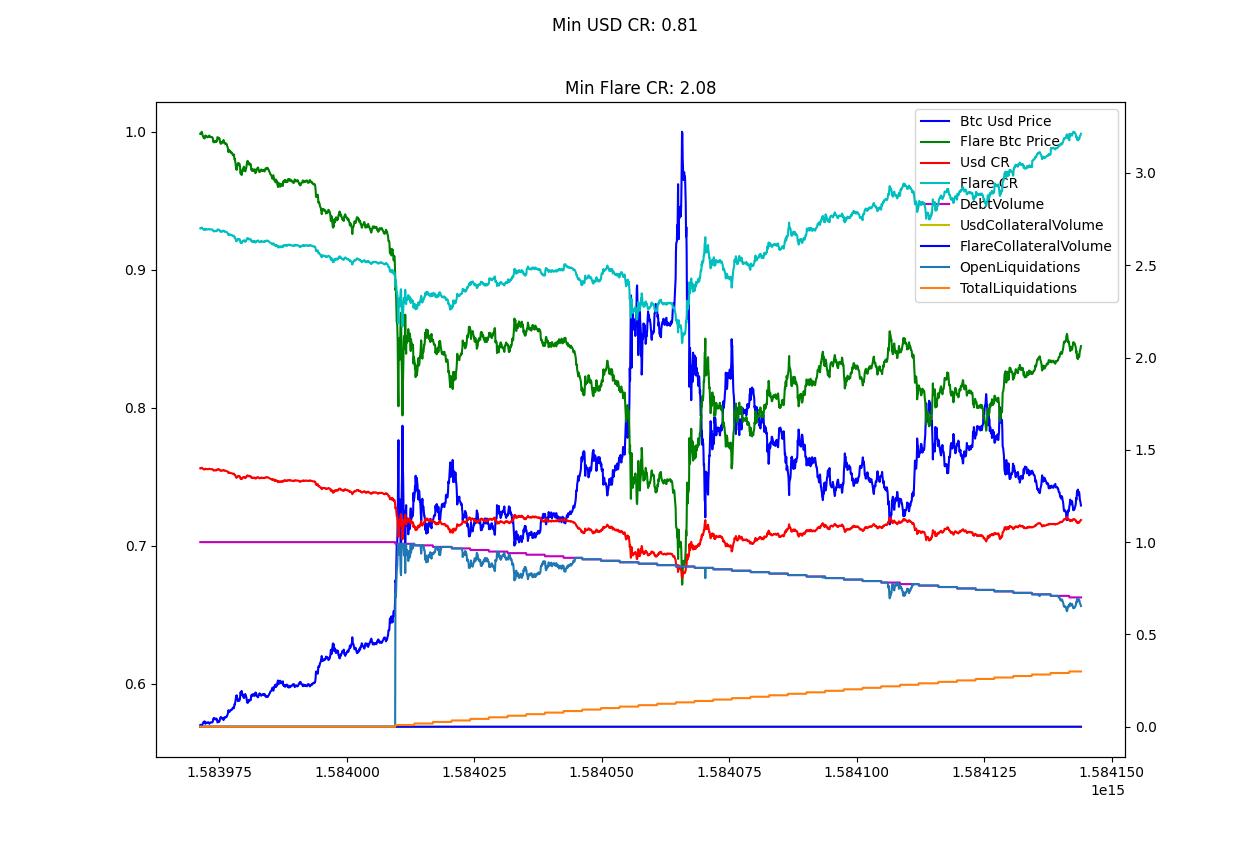 Min USD CR: 0.81
Min Flare CR: 2.08
Btc Usd Price
Flare Btc Price
Usd CR
Flare CR
DebtVolume
UsdCollateralVolume
FlareCollateralVolume
OpenLiquidations
TotalLiquidations
1.0
0.9
0.8
0.7
0.6
3.0
2.5
2.0
1.5
1.0
0.5
0.0
1.583975 1.584000 1.584025 1.584050 1.584075 1.584100 1.584125 1.584150
1e15